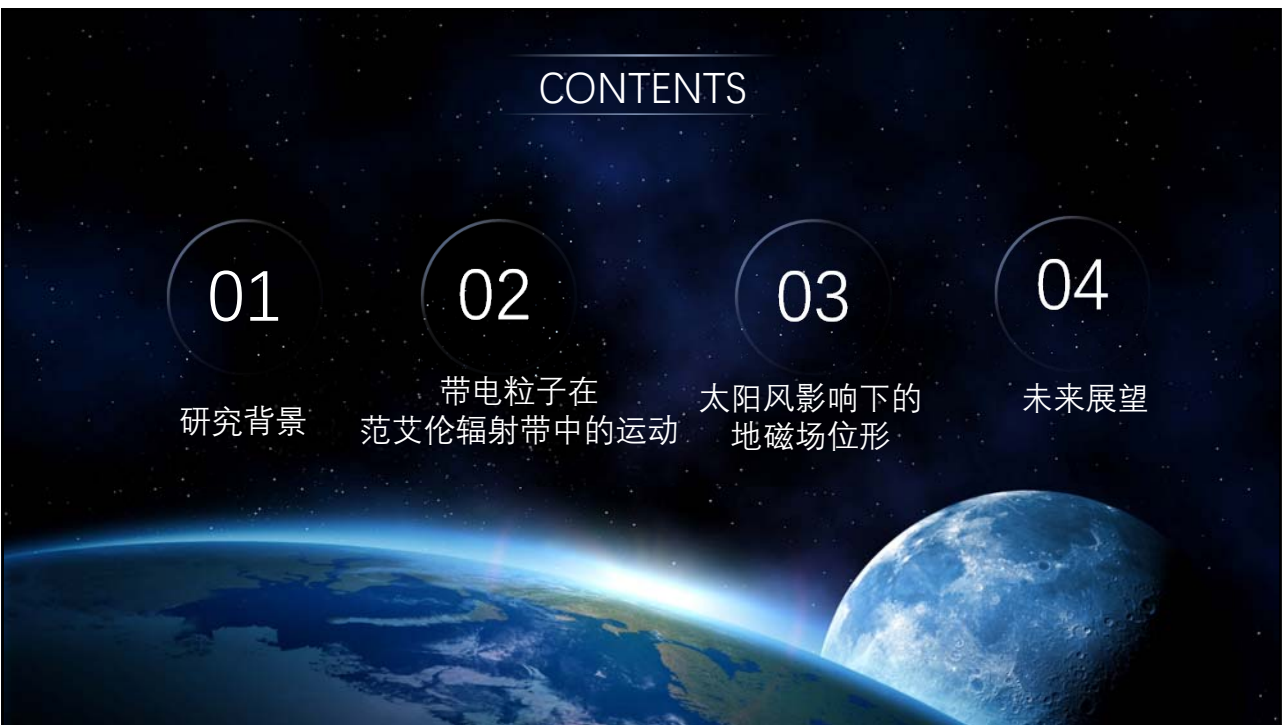 CONTENTS
01
研究背景
02
带电粒子在
范艾伦辐射带中的运动
03
太阳风影响下的
地磁场位形
04
未来展望